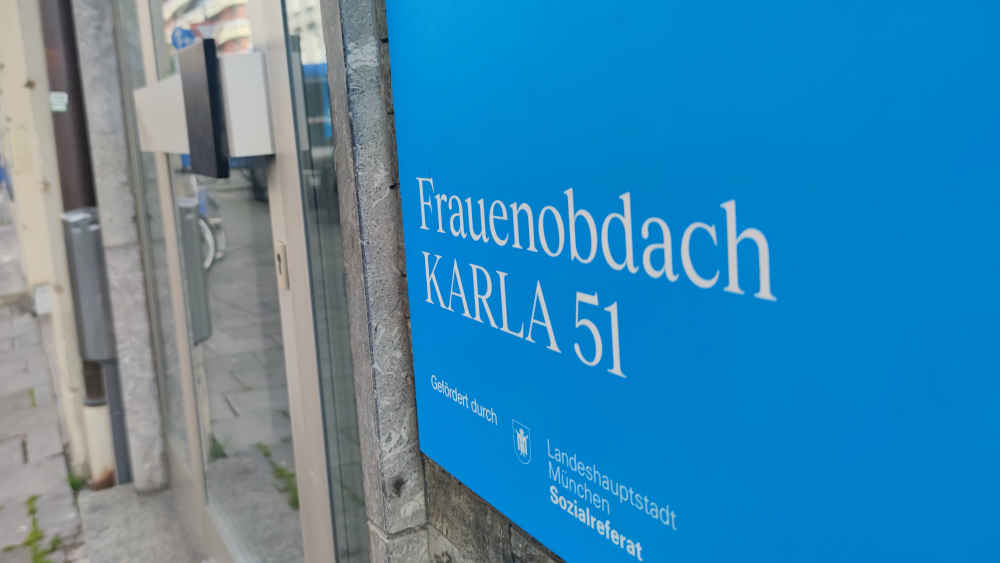 Frauenobdach
KARLA 51
Gefördert durch
Landeshauptstadt
München
Sozialreferat